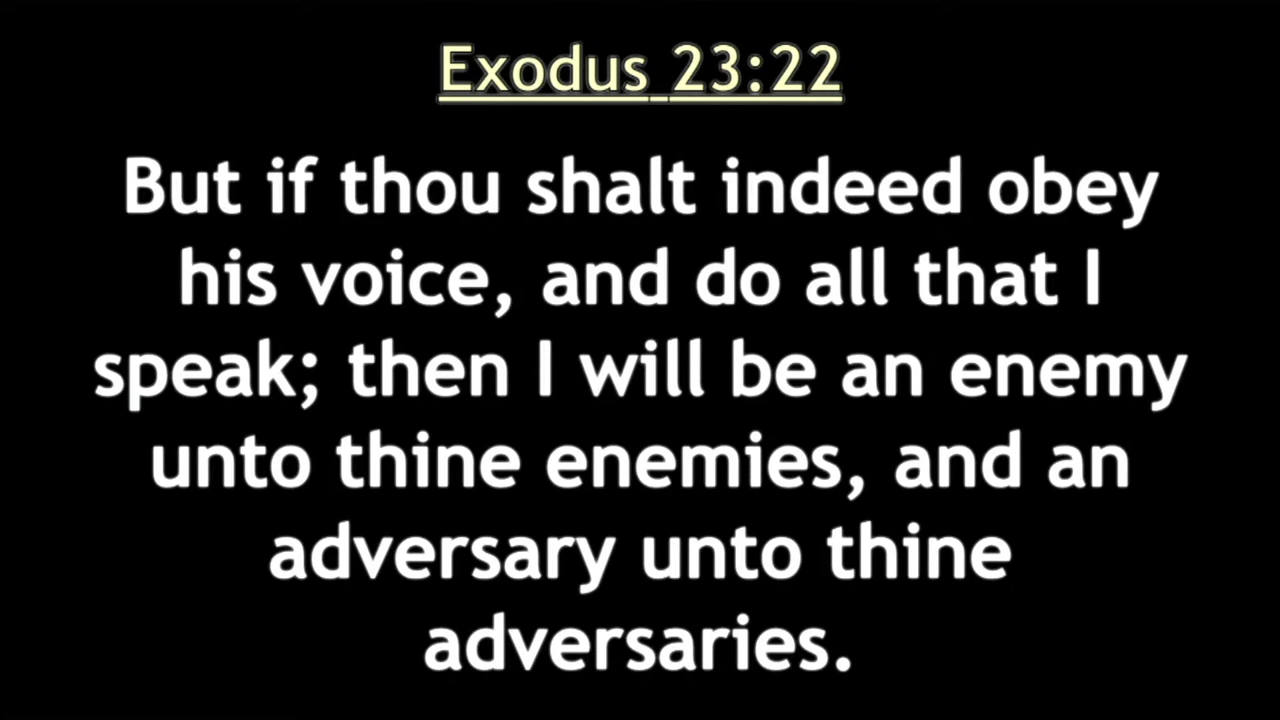 Exodus 23:22
But if thou shalt indeed obey
his voice, and do all that I
speak; then I will be an enemy
unto thine enemies, and an
adversary unto thine
adversaries.